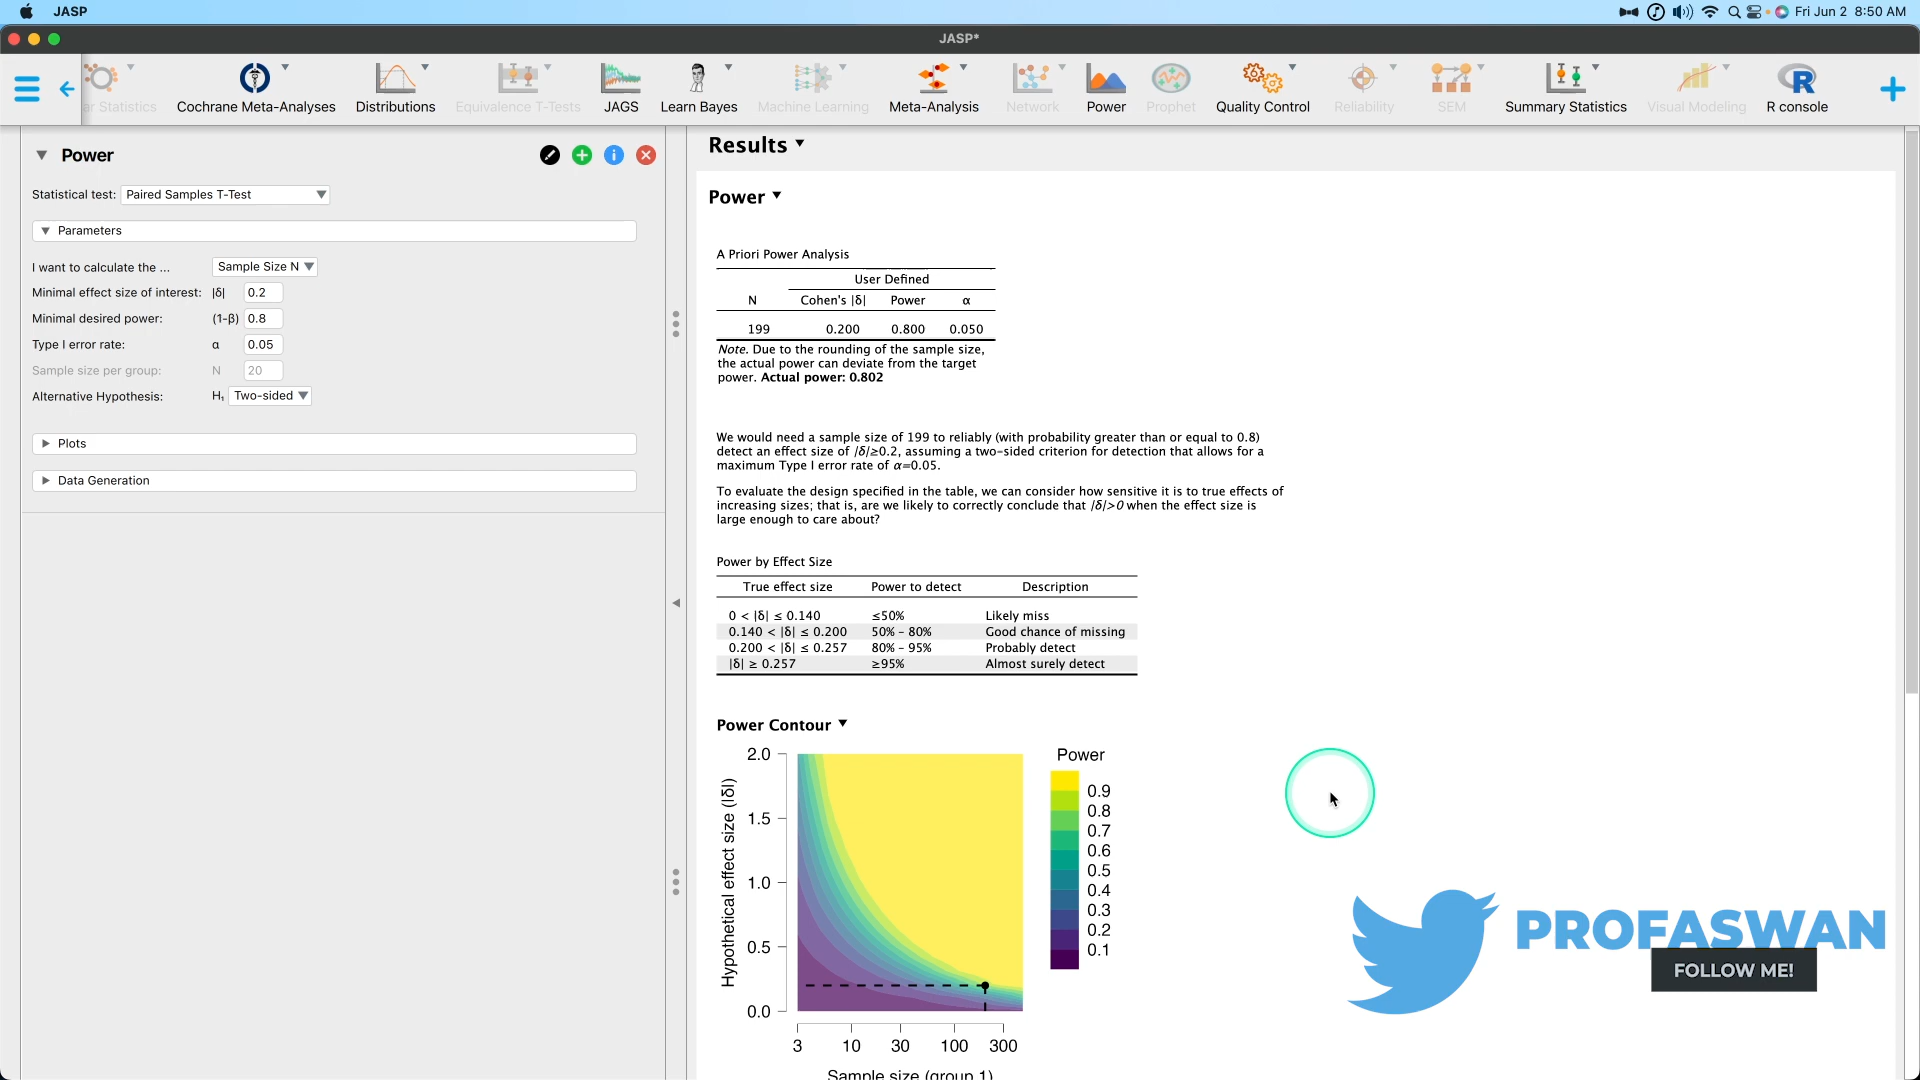 JASP
Fri Jun 2 8:50 AM
JASP*
ar Statistics
Cochrane Meta-Analyses
Distributions
Equivalence T-Tests
JAGS
Learn Bayes
Machine Learning
Meta-Analysis
Network
Power
Prophet
Quality Control
Reliability
SEM
Summary Statistics
Visual Modeling
R console
Power
Statistical test: Paired Samples T-Test
Parameters
I want to calculate the ... Sample Size N
Minimal effect size of interest: |δ| 0.2
Minimal desired power: (1-β) 0.8
Type I error rate: α 0.05
Sample size per group: N 20
Alternative Hypothesis: H₁ Two-sided
Plots
Data Generation
Results
Power
A Priori Power Analysis
User Defined
N Cohen's |δ| Power α
199 0.200 0.800 0.050
Note. Due to the rounding of the sample size,
the actual power can deviate from the target
power. Actual power: 0.802
We would need a sample size of 199 to reliably (with probability greater than or equal to 0.8)
detect an effect size of |δ|≥0.2, assuming a two-sided criterion for detection that allows for a
maximum Type I error rate of α=0.05.
To evaluate the design specified in the table, we can consider how sensitive it is to true effects of
increasing sizes; that is, are we likely to correctly conclude that |δ|>0 when the effect size is
large enough to care about?
Power by Effect Size
True effect size Power to detect Description
0 < |δ| ≤ 0.140 ≤50% Likely miss
0.140 < |δ| ≤ 0.200 50% – 80% Good chance of missing
0.200 < |δ| ≤ 0.257 80% – 95% Probably detect
|δ| ≥ 0.257 ≥95% Almost surely detect
Power Contour
Hypothetical effect size (|δ|)
2.0
1.5
1.0
0.5
0.0
3 10 30 100 300
Sample size (group 1)
Power
0.9
0.8
0.7
0.6
0.5
0.4
0.3
0.2
0.1
PROFASWAN
FOLLOW ME!